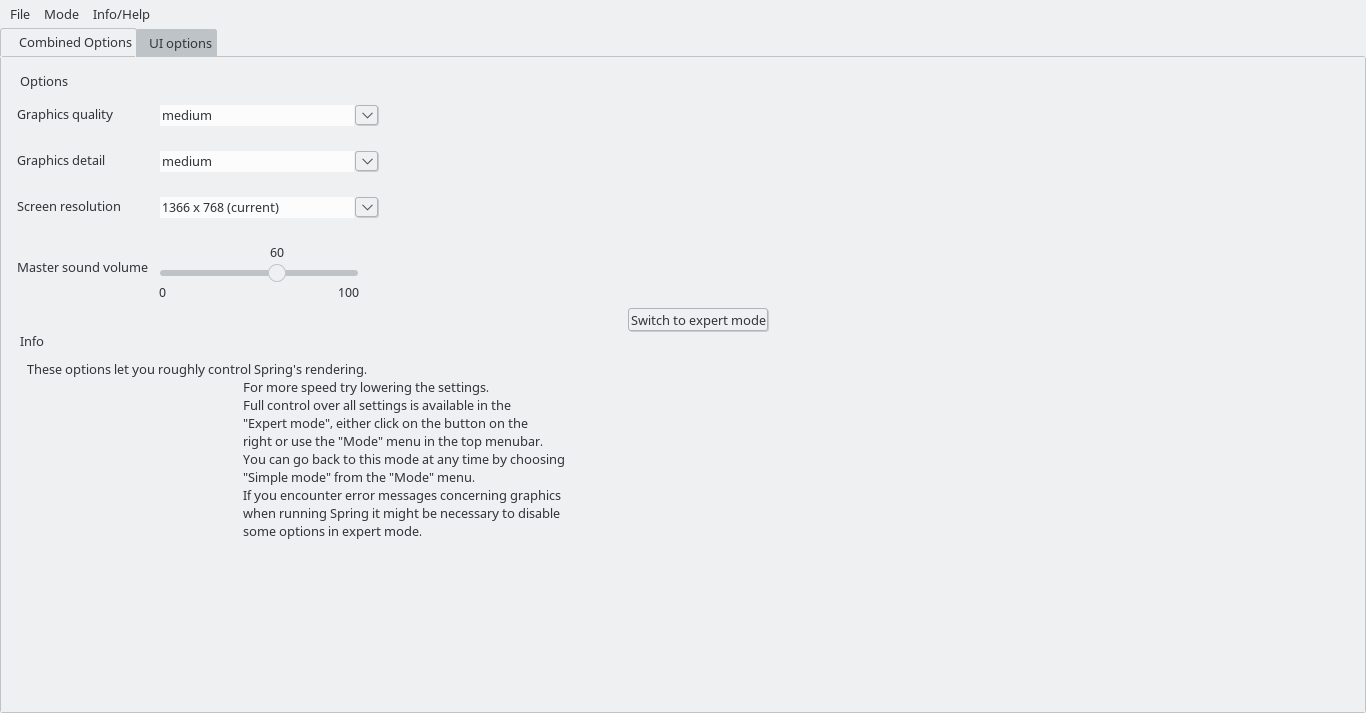 File Mode Info/Help
Combined Options UI options
Options
Graphics quality medium
Graphics detail medium
Screen resolution 1366 x 768 (current)
60
Master sound volume
0 100
Switch to expert mode
Info
These options let you roughly control Spring's rendering.
For more speed try lowering the settings.
Full control over all settings is available in the
"Expert mode", either click on the button on the
right or use the "Mode" menu in the top menubar.
You can go back to this mode at any time by choosing
"Simple mode" from the "Mode" menu.
If you encounter error messages concerning graphics
when running Spring it might be necessary to disable
some options in expert mode.